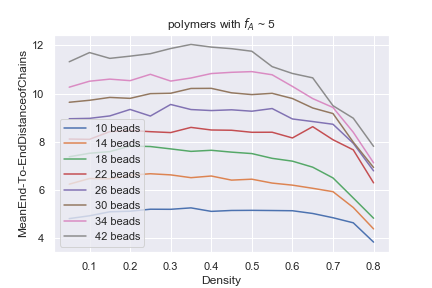 polymers with f_A ~ 5
MeanEnd-To-EndDistanceofChains
12
10
8
6
4
10 beads
14 beads
18 beads
22 beads
26 beads
30 beads
34 beads
42 beads
0.1 0.2 0.3 0.4 0.5 0.6 0.7 0.8
Density